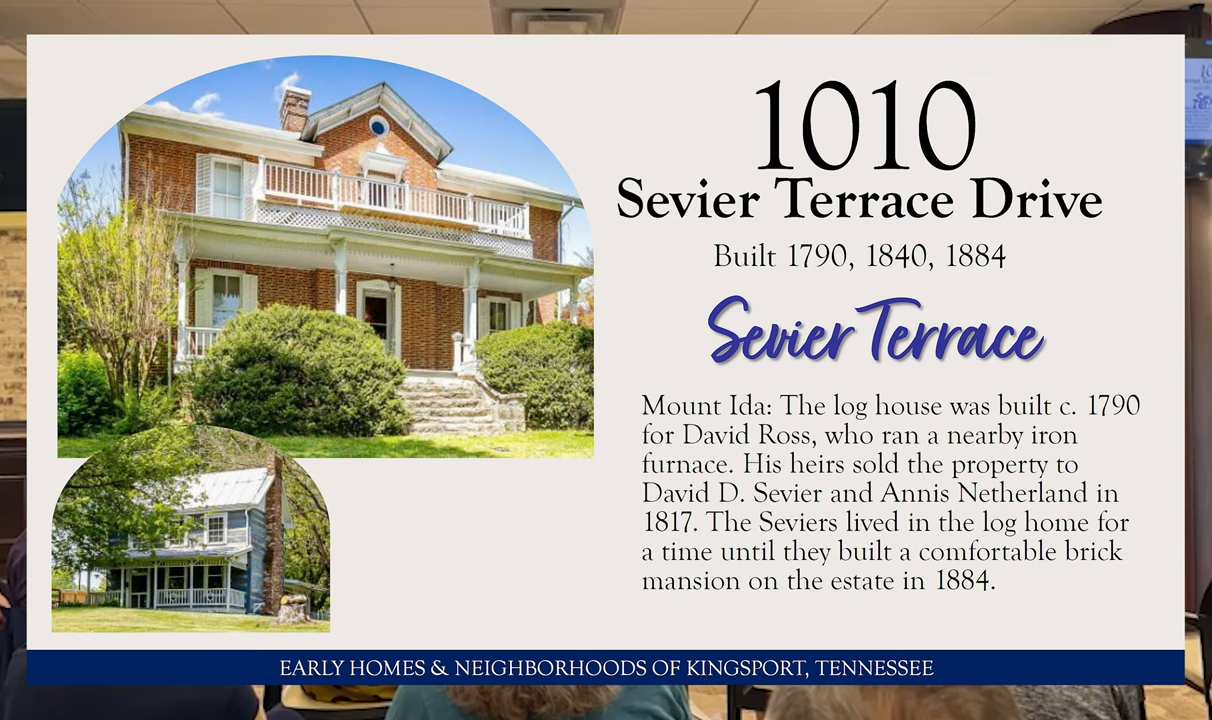 1010
Sevier Terrace Drive
Built 1790, 1840, 1884
Sevier Terrace
Mount Ida: The log house was built c. 1790
for David Ross, who ran a nearby iron
furnace. His heirs sold the property to
David D. Sevier and Annis Netherland in
1817. The Seviers lived in the log home for
a time until they built a comfortable brick
mansion on the estate in 1884.
EARLY HOMES & NEIGHBORHOODS OF KINGSPORT, TENNESSEE